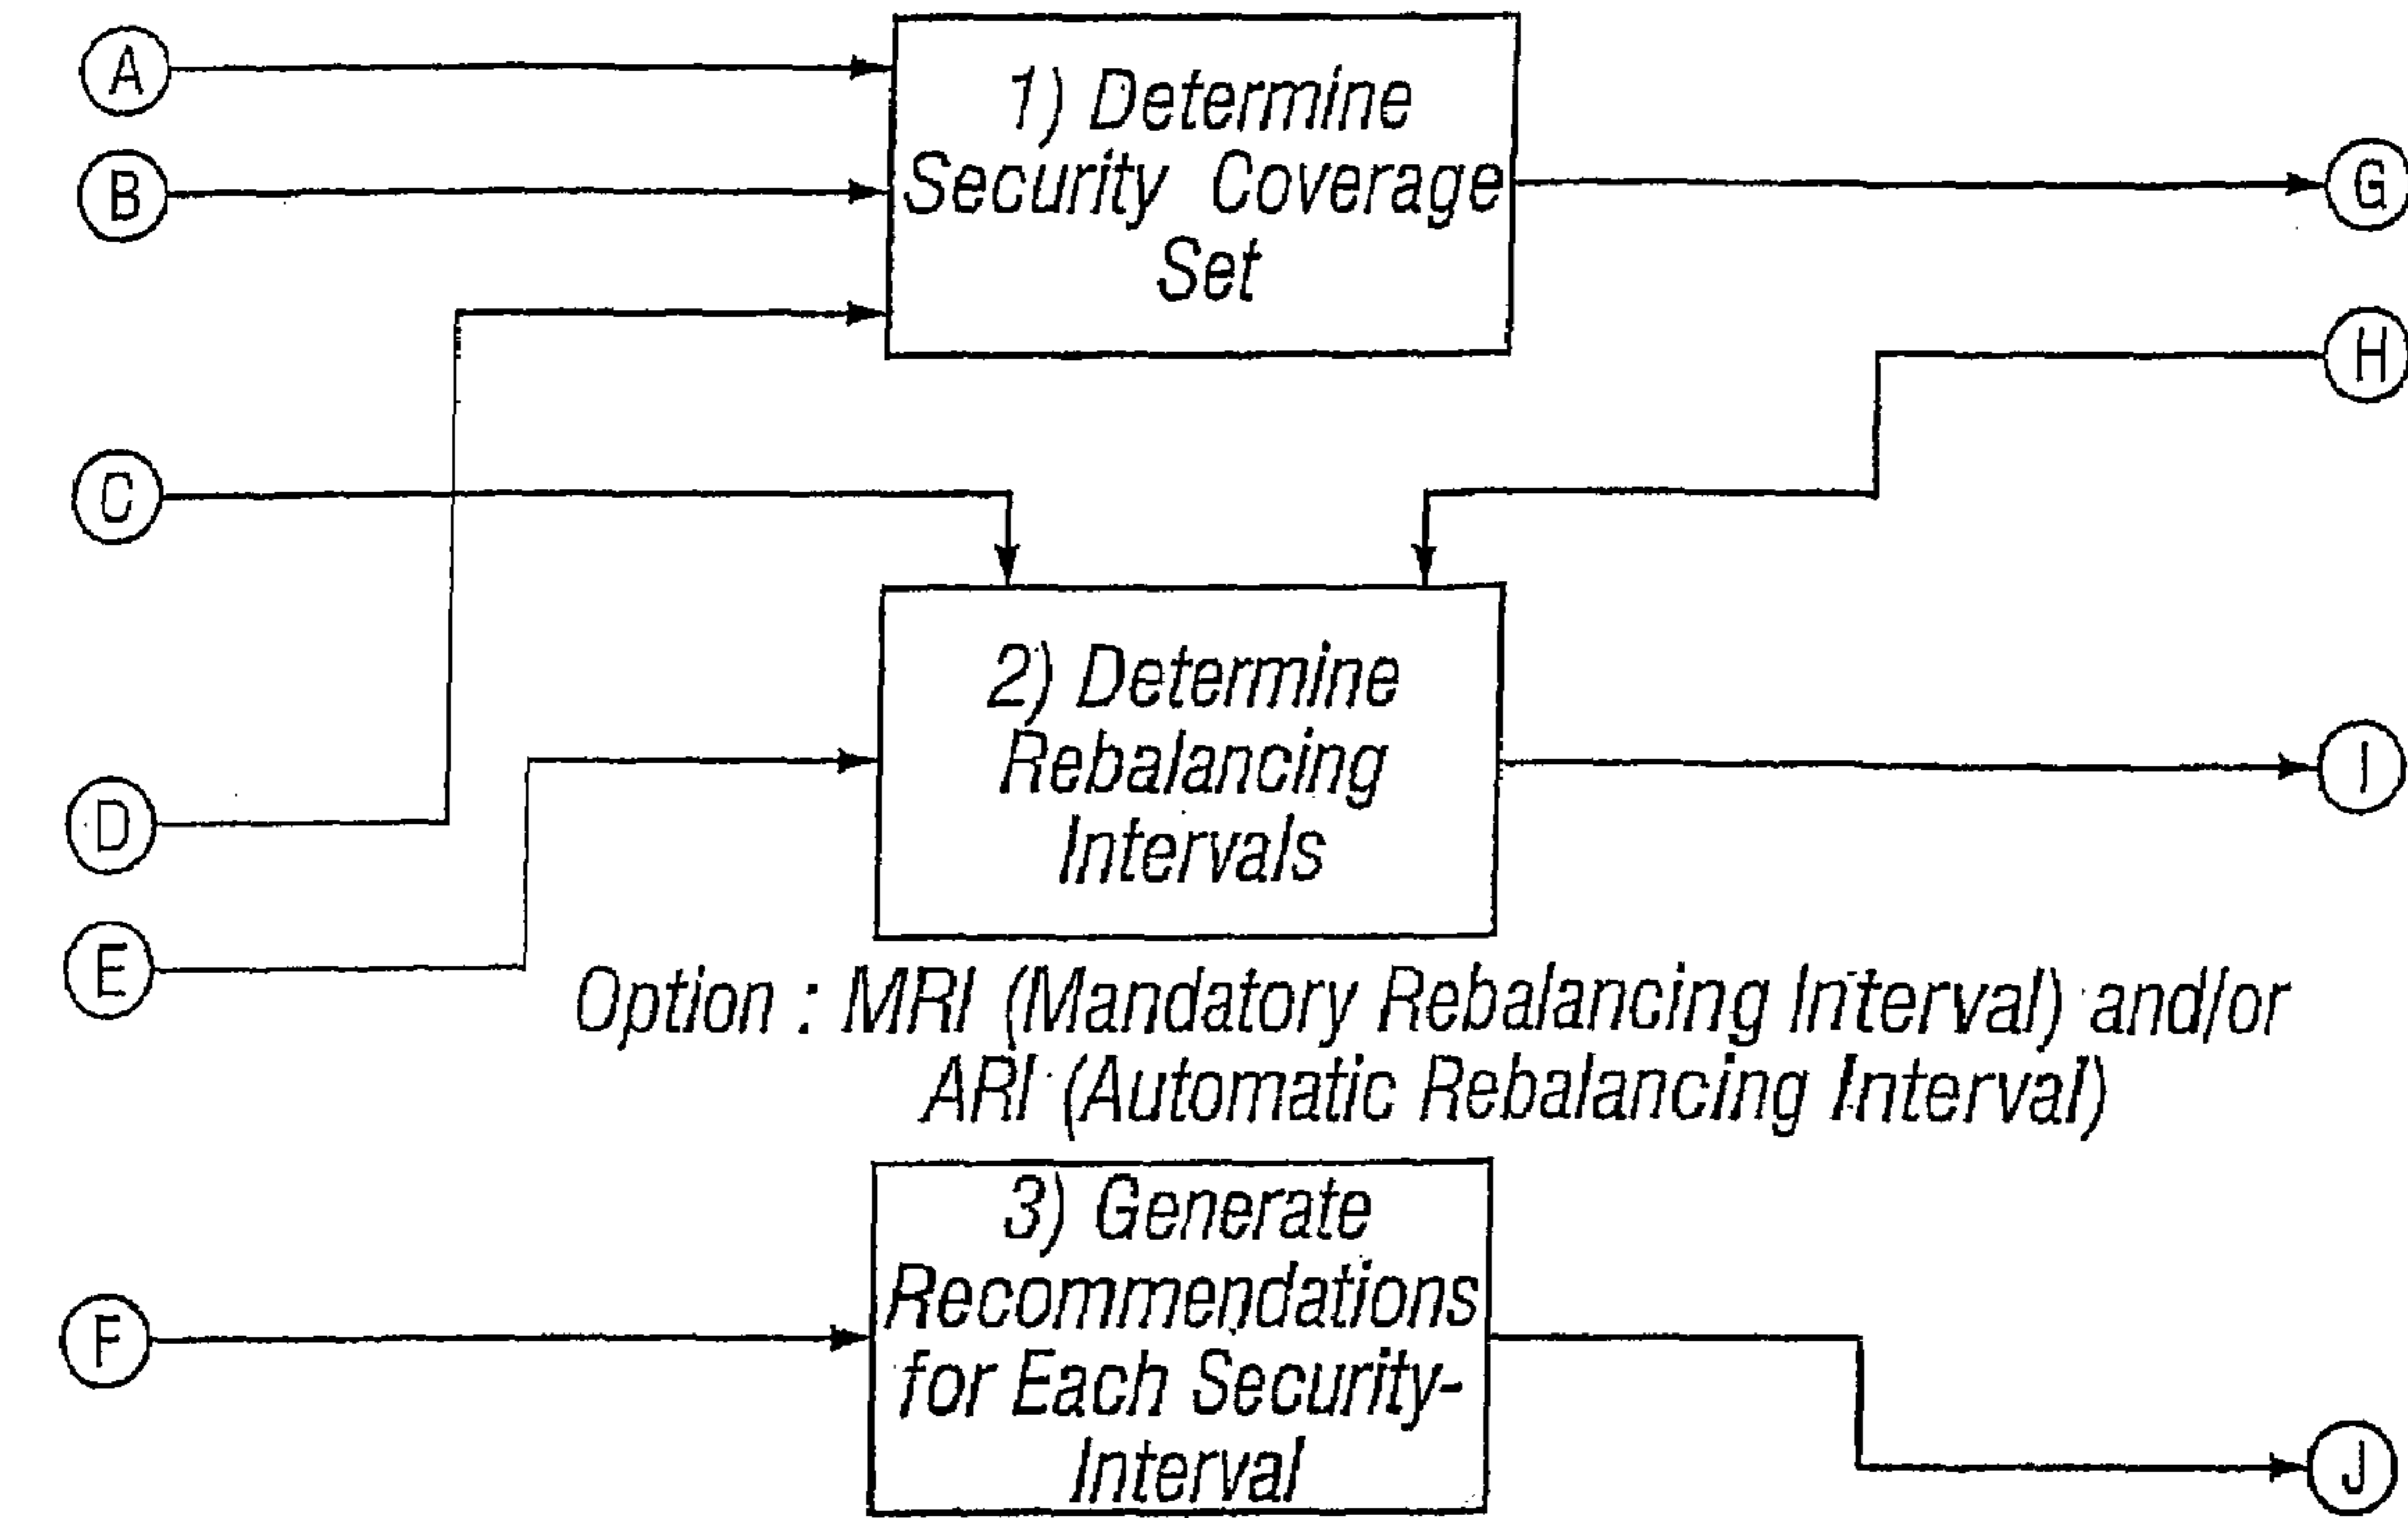 A
1) Determine
Security Coverage
Set
B
G
H
C
2) Determine
Rebalancing
Intervals
I
D
E
Option : MRI (Mandatory Rebalancing Interval) and/or
ARI (Automatic Rebalancing Interval)
3) Generate
Recommendations
for Each Security-
Interval
F
J